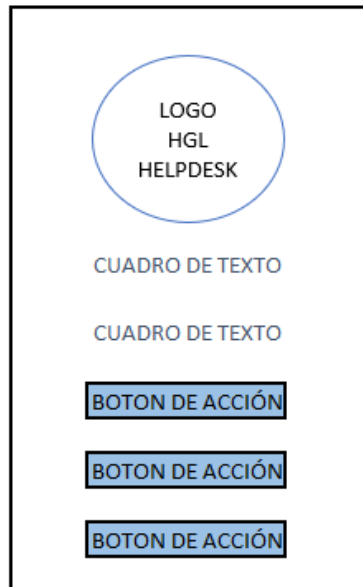 LOGO
HGL
HELPDESK
CUADRO DE TEXTO
CUADRO DE TEXTO
BOTON DE ACCIÓN
BOTON DE ACCIÓN
BOTON DE ACCIÓN